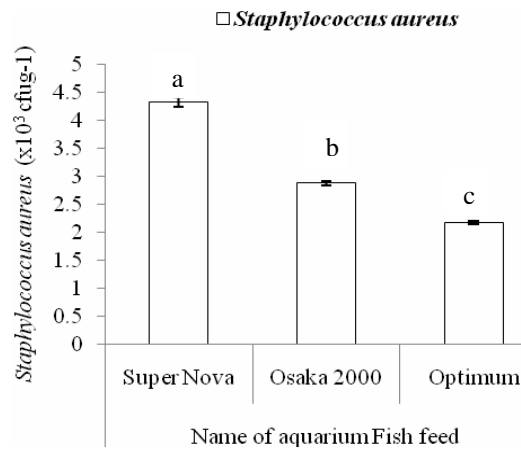 □ Staphylococcus aureus
Staphylococcus aureus (x10³ cfug-1)
5
4.5
4
3.5
3
2.5
2
1.5
1
0.5
0
a
b
c
Super Nova Osaka 2000 Optimum
Name of aquarium Fish feed